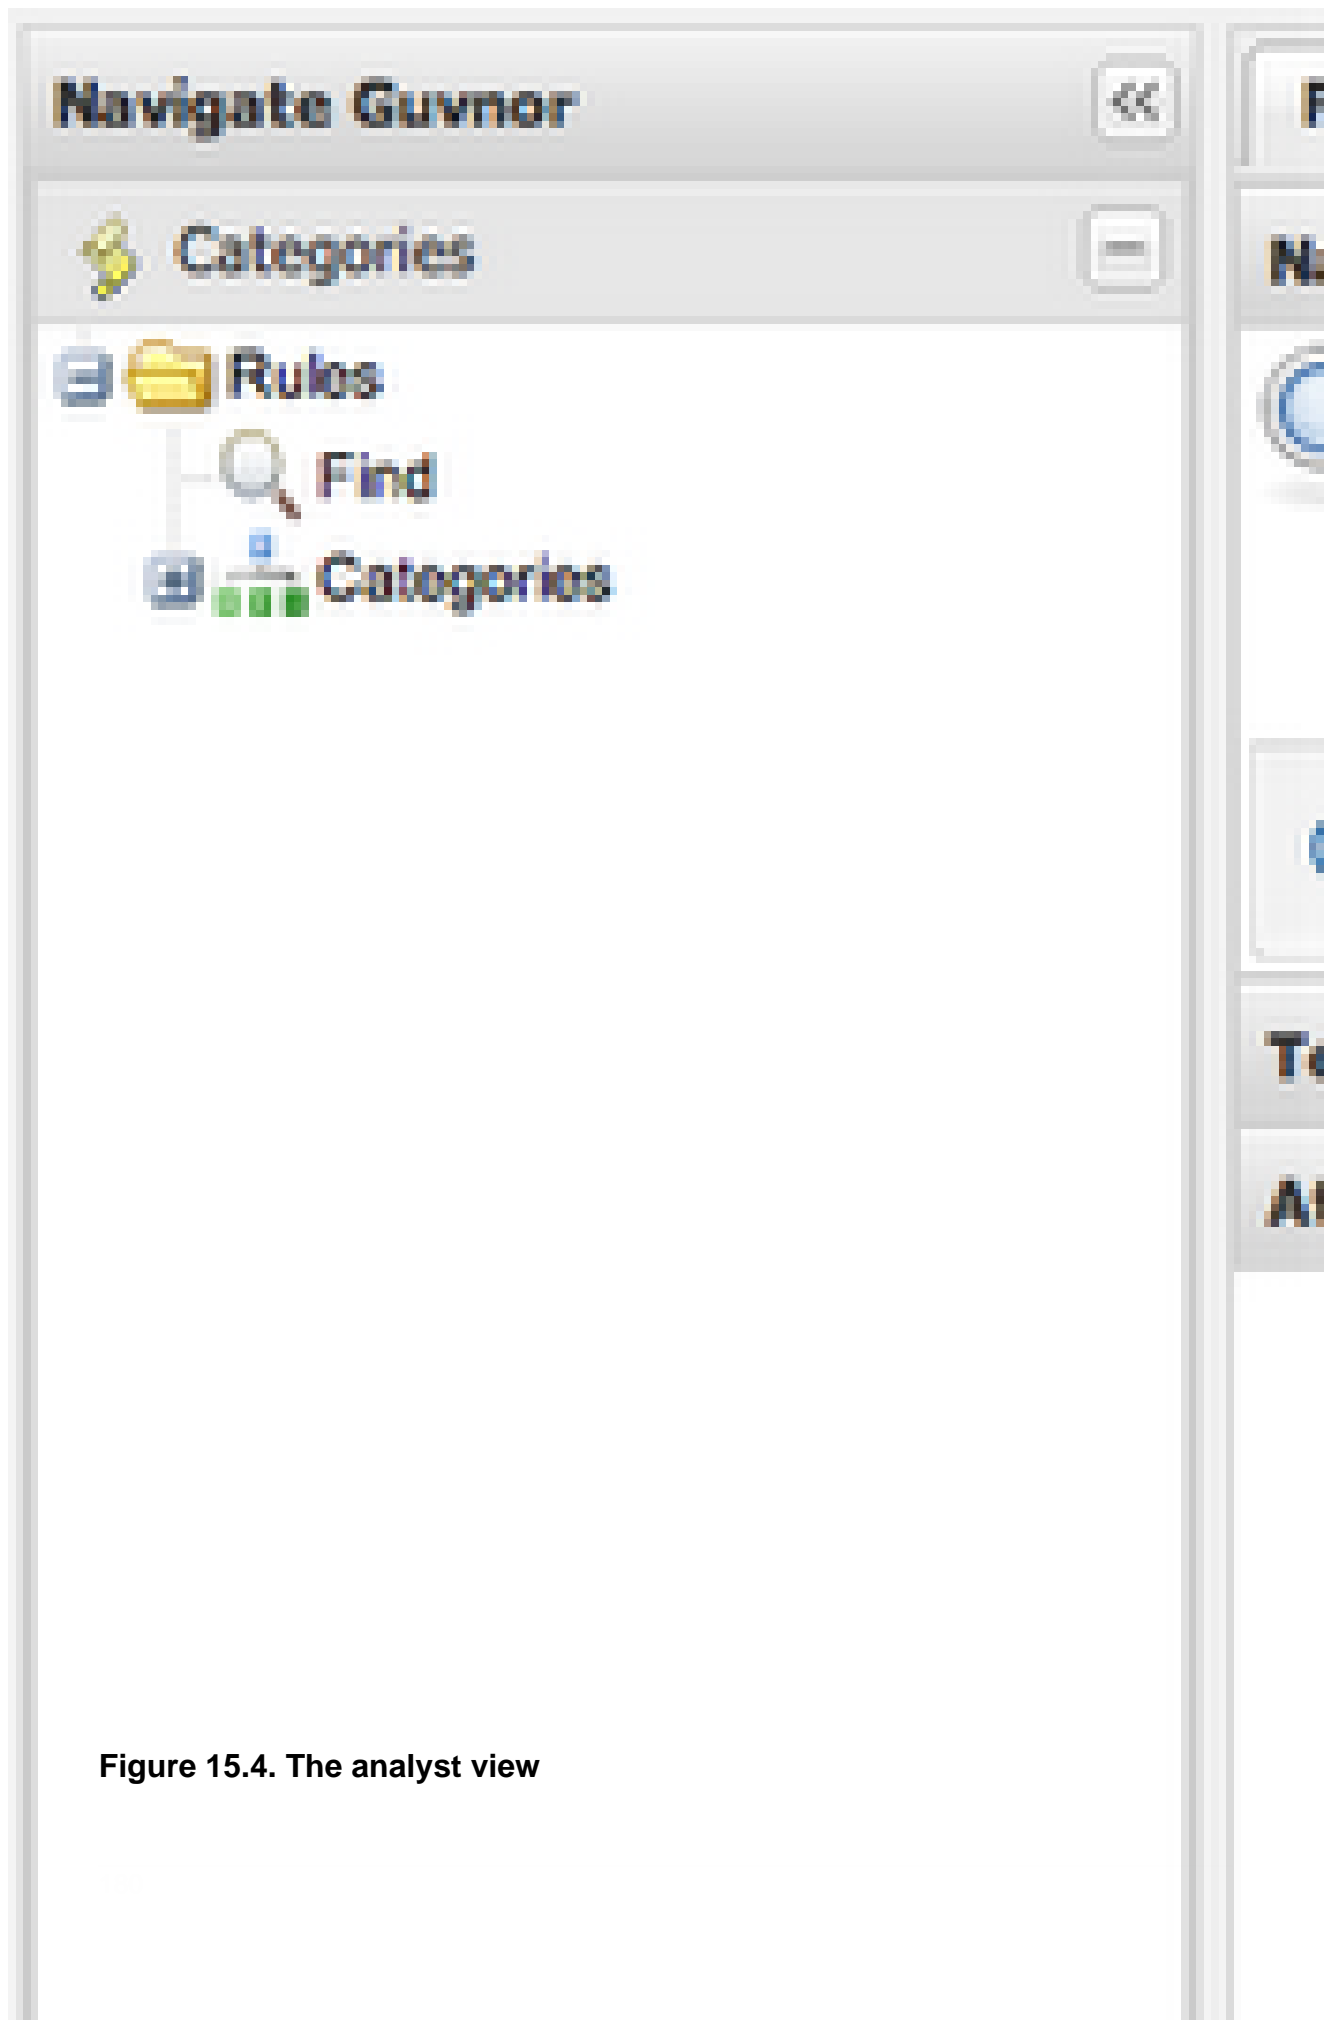 Navigate Guvnor
Categories
Rules
Find
Categories
Figure 15.4. The analyst view